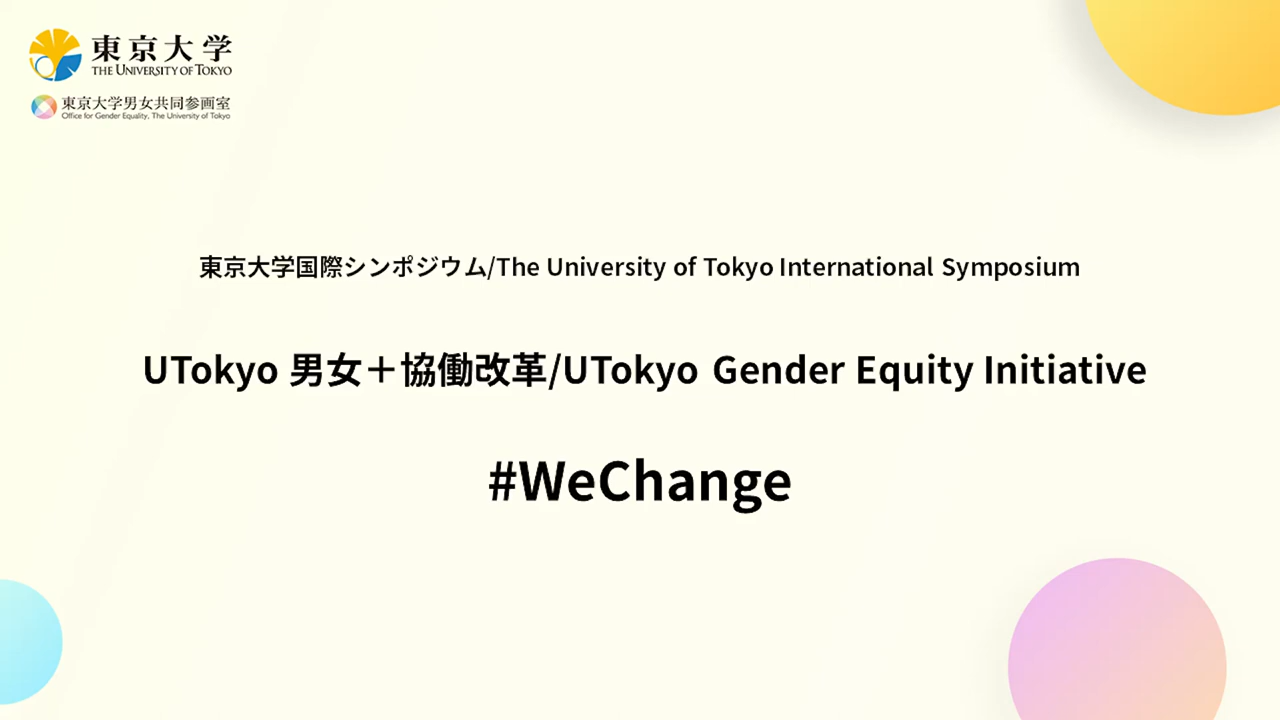 東京大学
THE UNIVERSITY OF TOKYO
東京大学男女共同参画室
Office for Gender Equality, The University of Tokyo
東京大学国際シンポジウム/The University of Tokyo International Symposium
UTokyo 男女＋協働改革/UTokyo Gender Equity Initiative
#WeChange